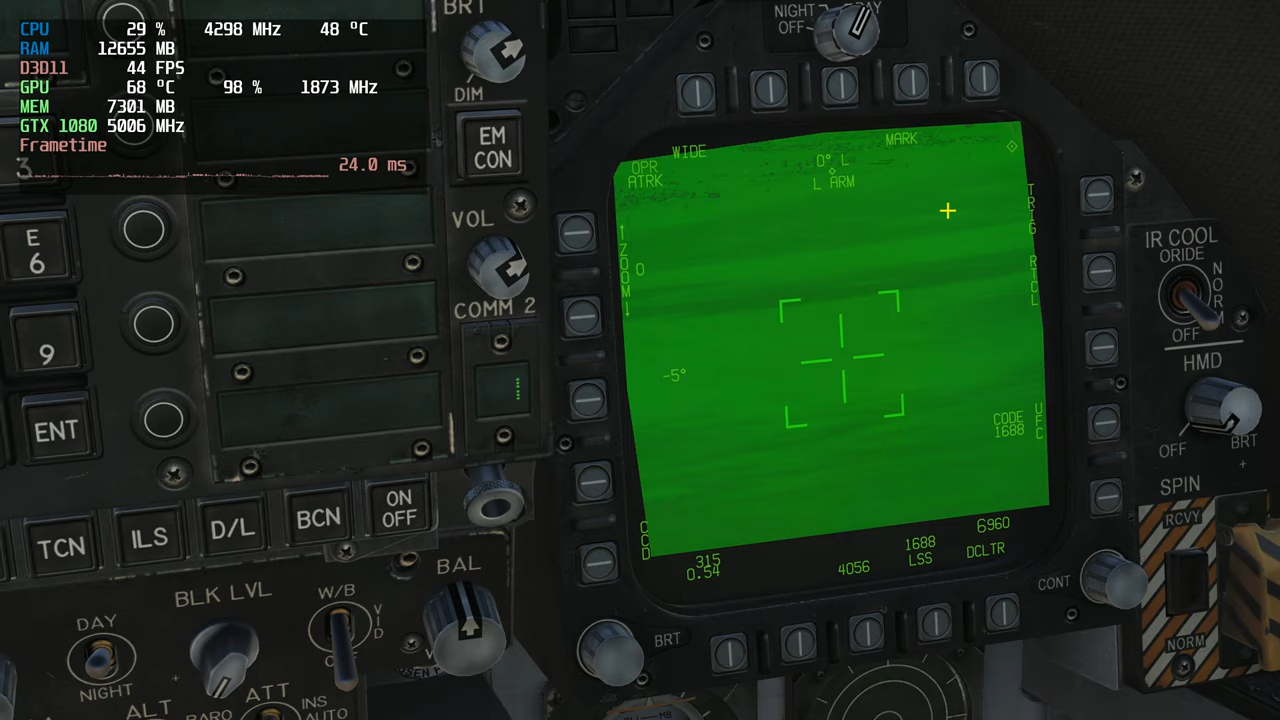 CPU 29 % 4298 MHz 48 ºC
RAM 12655 MB
D3D11 44 FPS
GPU 68 ºC 98 % 1873 MHz
MEM 7301 MB
GTX 1080 5006 MHz
Frametime
24.0 ms
3
BRT
DIM
EM
CON
VOL
COMM 2
E
6
9
ENT
TCN
ILS
D/L
BCN
ON
OFF
BAL
BLK LVL
W/B
VID
DAY
NIGHT
ATT
INS
AUTO
ALT
BARO
NIGHT
OFF
DAY
WIDE
MARK
OPR
ATRK
0° L
L ARM
TRIG
RTCL
ZOOM
0
-5°
CODE
1688
UFC
CCD
315
0.54
4056
1688
LSS
6960
DCLTR
BRT
CONT
IR COOL
ORIDE
NORM
OFF
HMD
OFF
BRT
SPIN
RCVY
NORM